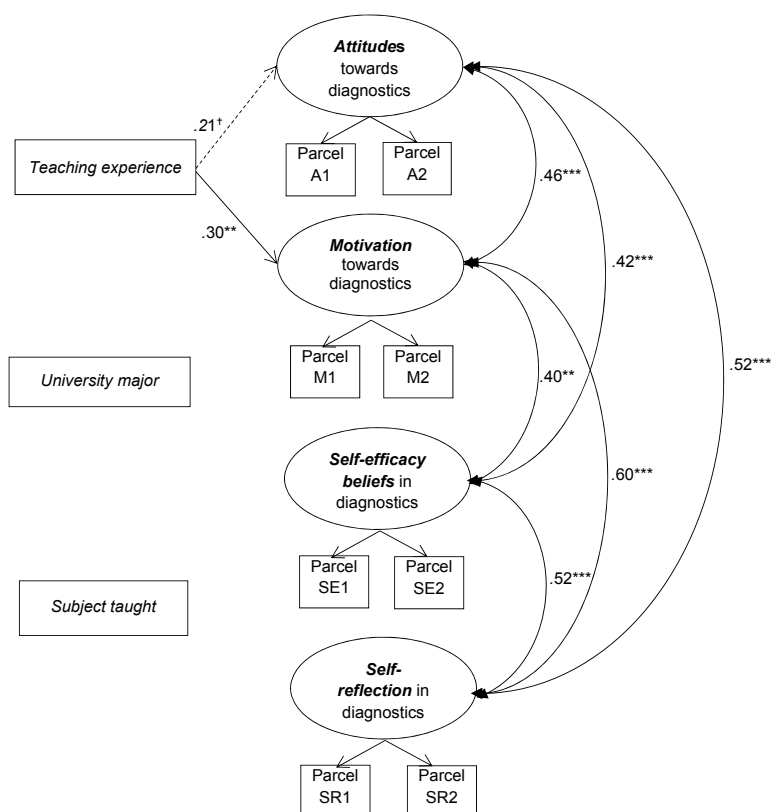 Attitudes
towards
diagnostics
.21†
Parcel
A1
Parcel
A2
Teaching experience
.46***
.30**
Motivation
towards
diagnostics
.42***
Parcel
M1
Parcel
M2
University major
.40**
.52***
Self-efficacy
beliefs in
diagnostics
.60***
Parcel
SE1
Parcel
SE2
.52***
Subject taught
Self-
reflection in
diagnostics
Parcel
SR1
Parcel
SR2